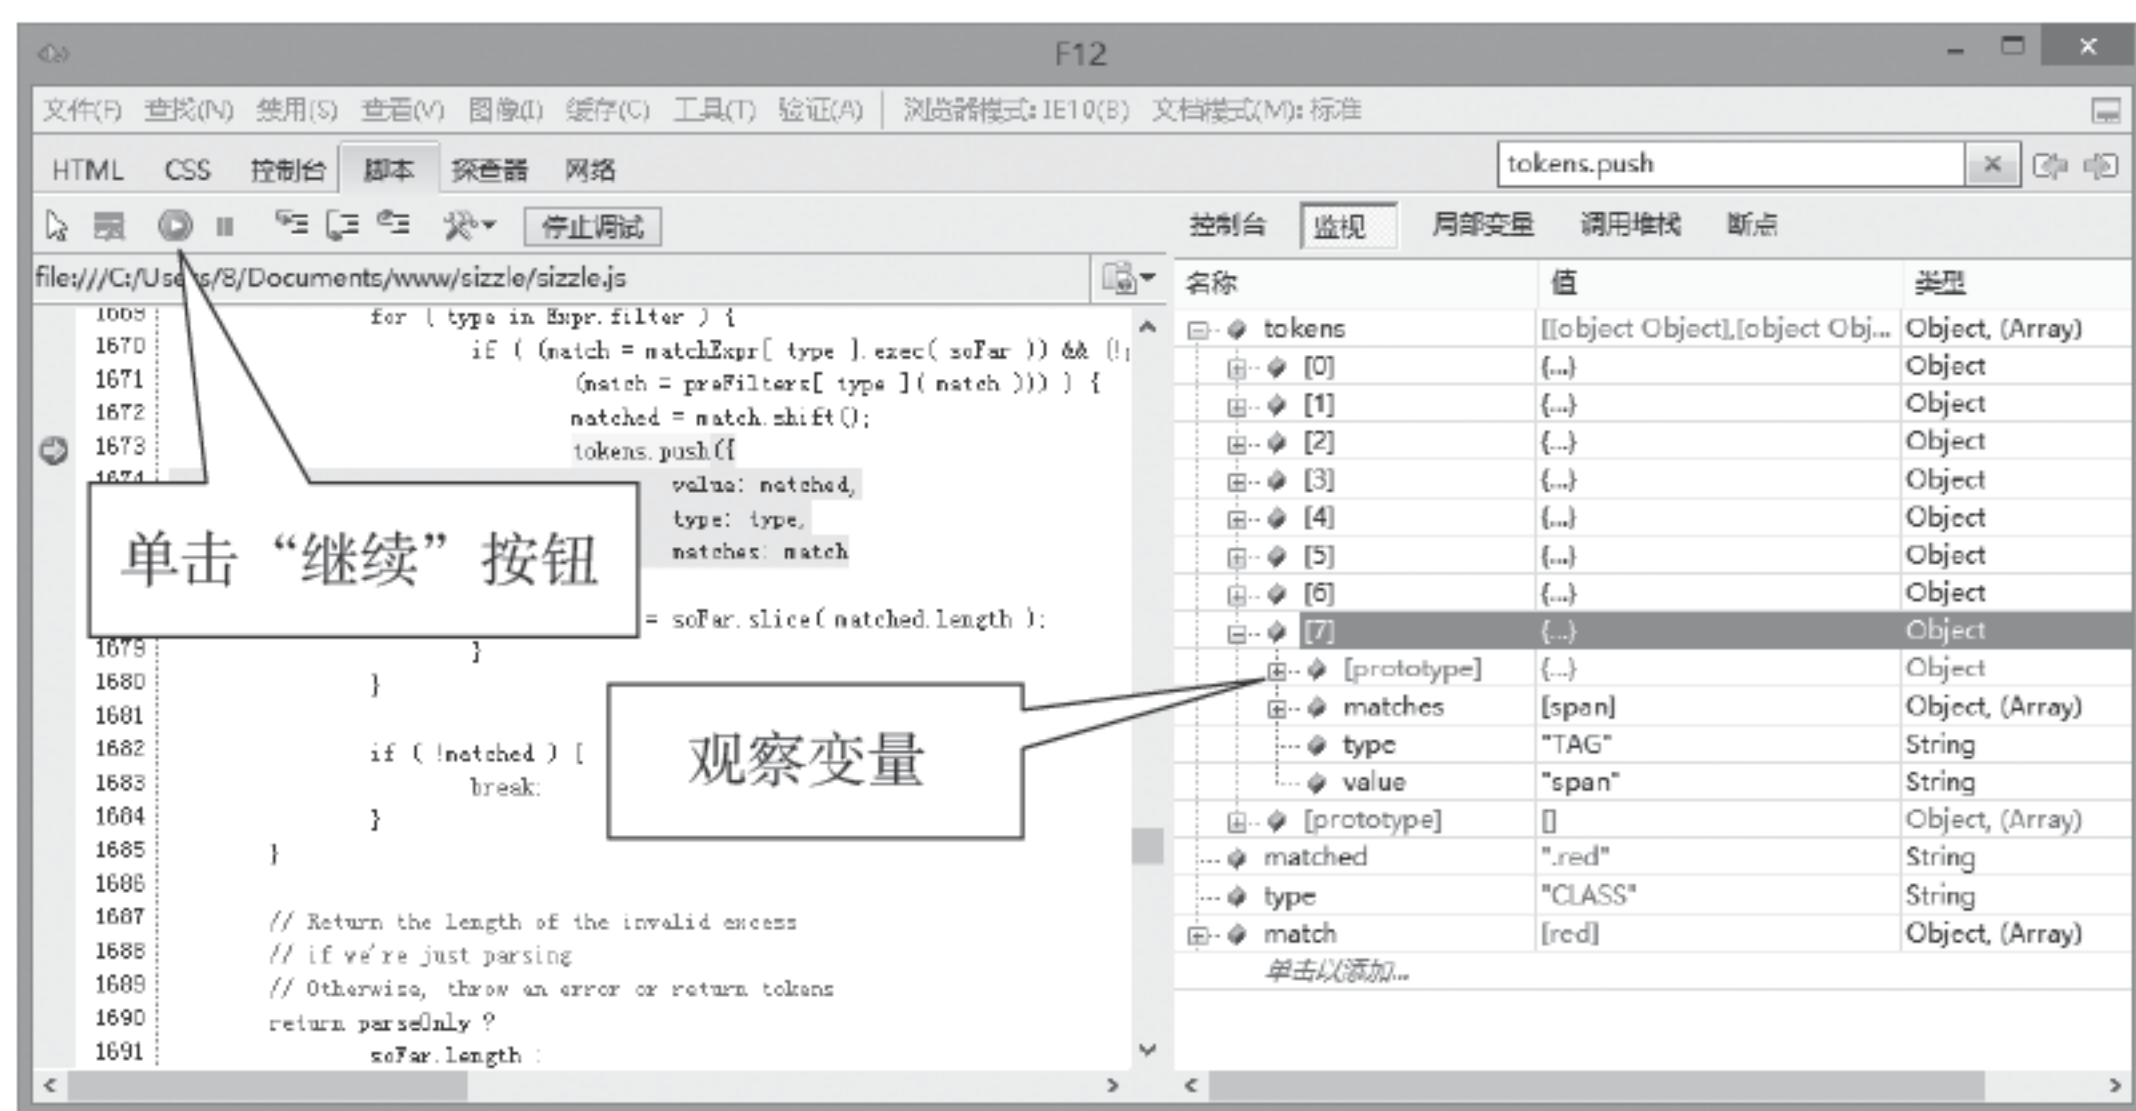 F12
文件(F) 查找(N) 禁用(S) 查看(V) 图像(I) 缓存(C) 工具(T) 验证(A) 浏览器模式: IE10(B) 文档模式(M): 标准
HTML CSS 控制台 脚本 探查器 网络
tokens.push
停止调试
控制台 监视 局部变量 调用堆栈 断点
file:///C:/Users/8/Documents/www/sizzle/sizzle.js
1669 for ( type in Expr.filter ) {
1670 if ( (match = matchExpr[ type ].exec( soFar )) && (!
1671 (match = preFilters[ type ]( match ))) ) {
1672 matched = match.shift();
1673 tokens.push({
1674 value: matched,
type: type,
matches: match
= soFar.slice( matched.length );
1679 }
1680 }
1681
1682 if ( !matched ) {
1683 break;
1684 }
1685 }
1686
1687 // Return the length of the invalid excess
1688 // if we're just parsing
1689 // Otherwise, throw an error or return tokens
1690 return parseOnly ?
1691 soFar.length :
单击“继续”按钮
观察变量
名称 值 类型
tokens [[object Object],[object Obj... Object, (Array)
[0] {...} Object
[1] {...} Object
[2] {...} Object
[3] {...} Object
[4] {...} Object
[5] {...} Object
[6] {...} Object
[7] {...} Object
[prototype] {...} Object
matches [span] Object, (Array)
type "TAG" String
value "span" String
[prototype] [] Object, (Array)
matched ".red" String
type "CLASS" String
match [red] Object, (Array)
单击以添加...